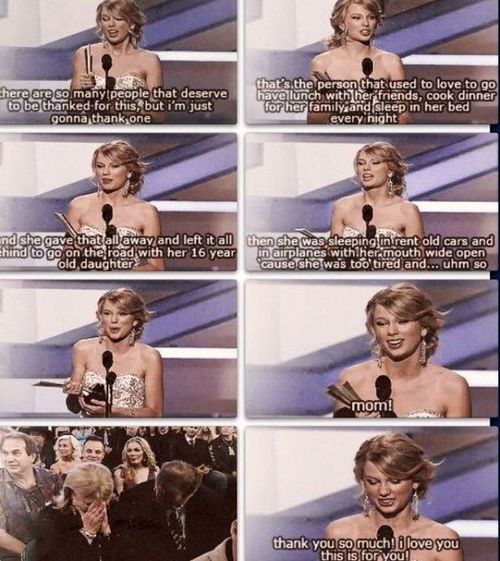 there are so many people that deserve
to be thanked for this, but i'm just
gonna thank one
that's the person that used to love to go
have lunch with her friends, cook dinner
for her family and sleep in her bed
every night
nd she gave that all away and left it all
hind to go on the road with her 16 year
old daughter
then she was sleeping in rent old cars and
in airplanes with her mouth wide open
'cause she was too tired and... uhm so
mom!
thank you so much! i love you
this is for you!